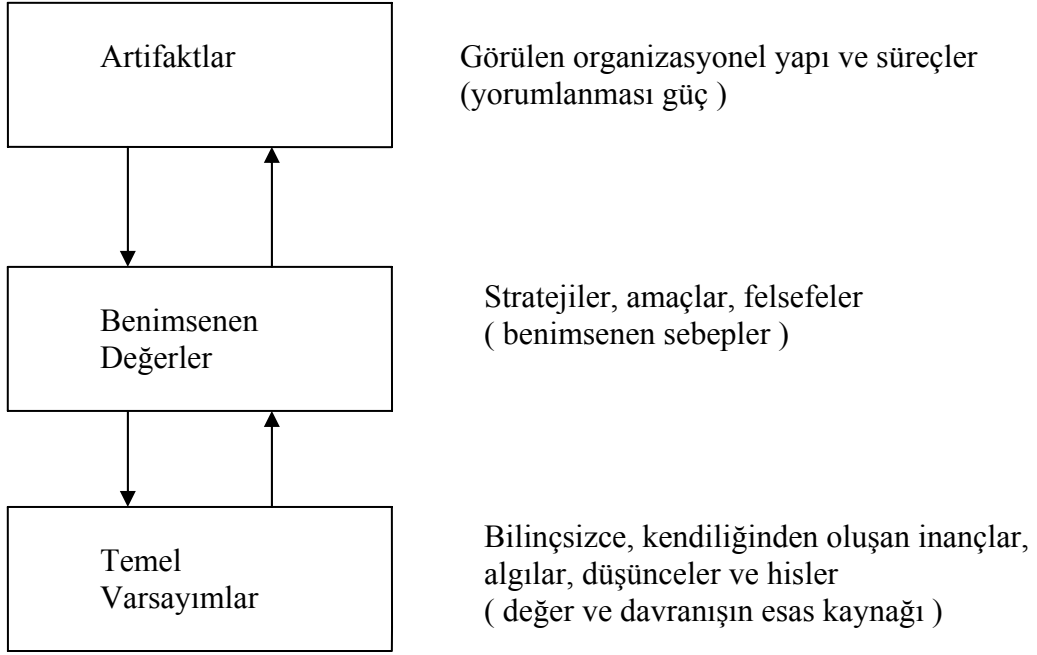 Artifaktlar
Görülen organizasyonel yapı ve süreçler
(yorumlanması güç )
Benimsenen
Değerler
Stratejiler, amaçlar, felsefeler
( benimsenen sebepler )
Temel
Varsayımlar
Bilinçsizce, kendiliğinden oluşan inançlar,
algılar, düşünceler ve hisler
( değer ve davranışın esas kaynağı )